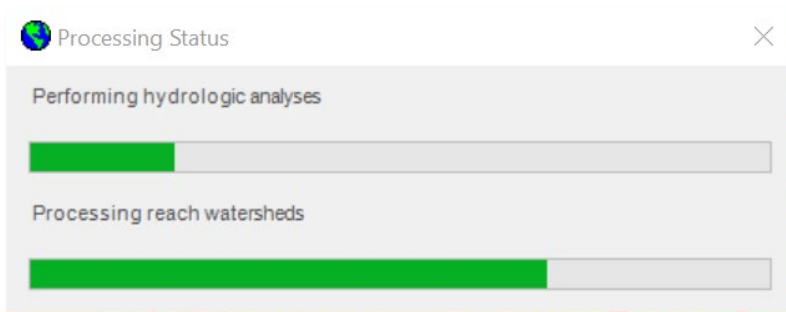 Processing Status
Performing hydrologic analyses
Processing reach watersheds